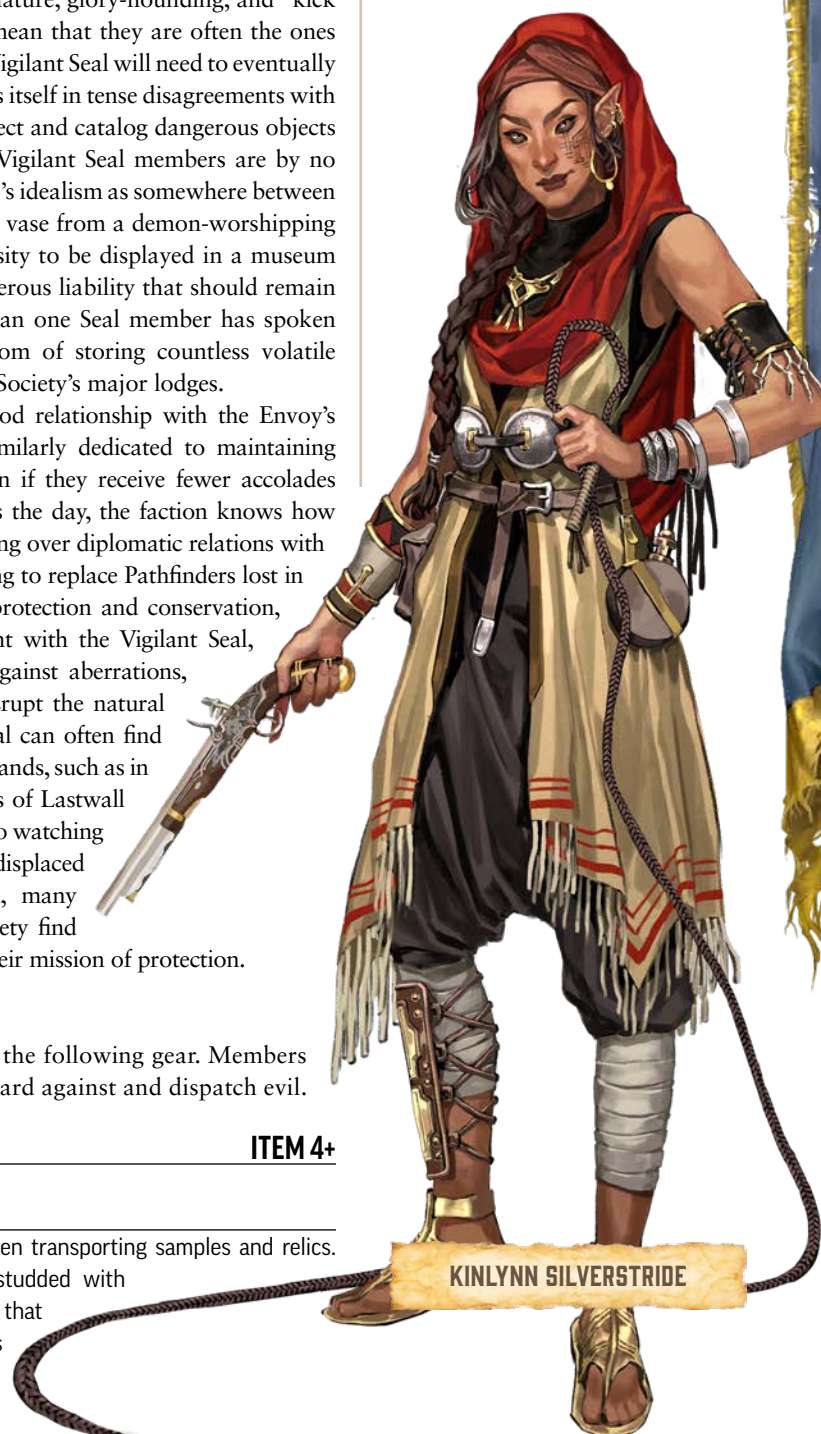 nature, glory-hounding, and "kick
mean that they are often the ones
Vigilant Seal will need to eventually
s itself in tense disagreements with
ect and catalog dangerous objects
Vigilant Seal members are by no
's idealism as somewhere between
vase from a demon-worshipping
sity to be displayed in a museum
erous liability that should remain
an one Seal member has spoken
om of storing countless volatile
Society's major lodges.
od relationship with the Envoy's
milarly dedicated to maintaining
n if they receive fewer accolades
s the day, the faction knows how
ng over diplomatic relations with
ng to replace Pathfinders lost in
protection and conservation,
nt with the Vigilant Seal,
gainst aberrations,
srupt the natural
al can often find
ands, such as in
s of Lastwall
o watching
displaced
, many
ety find
eir mission of protection.
the following gear. Members
ard against and dispatch evil.
ITEM 4+
en transporting samples and relics.
studded with
that
s
KINLYNN SILVERSTRIDE